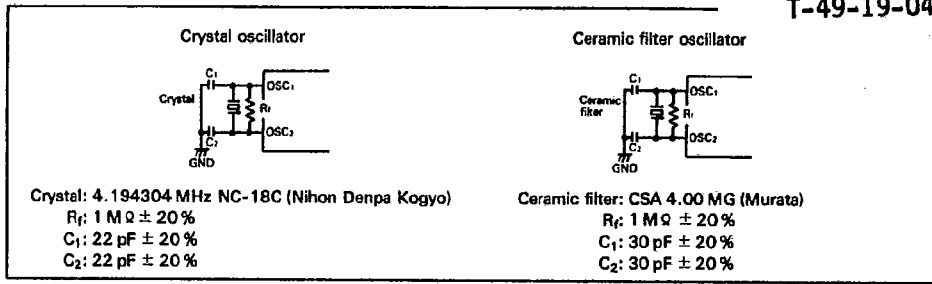 T-49-19-04
Crystal oscillator
C₁
OSC₁
Crystal
Rf
OSC₂
C₂
GND
Crystal: 4.194304 MHz NC-18C (Nihon Denpa Kogyo)
Rf: 1 MΩ ± 20%
C₁: 22 pF ± 20%
C₂: 22 pF ± 20%
Ceramic filter oscillator
C₁
OSC₁
Ceramic
filter
Rf
OSC₂
C₂
GND
Ceramic filter: CSA 4.00 MG (Murata)
Rf: 1 MΩ ± 20%
C₁: 30 pF ± 20%
C₂: 30 pF ± 20%